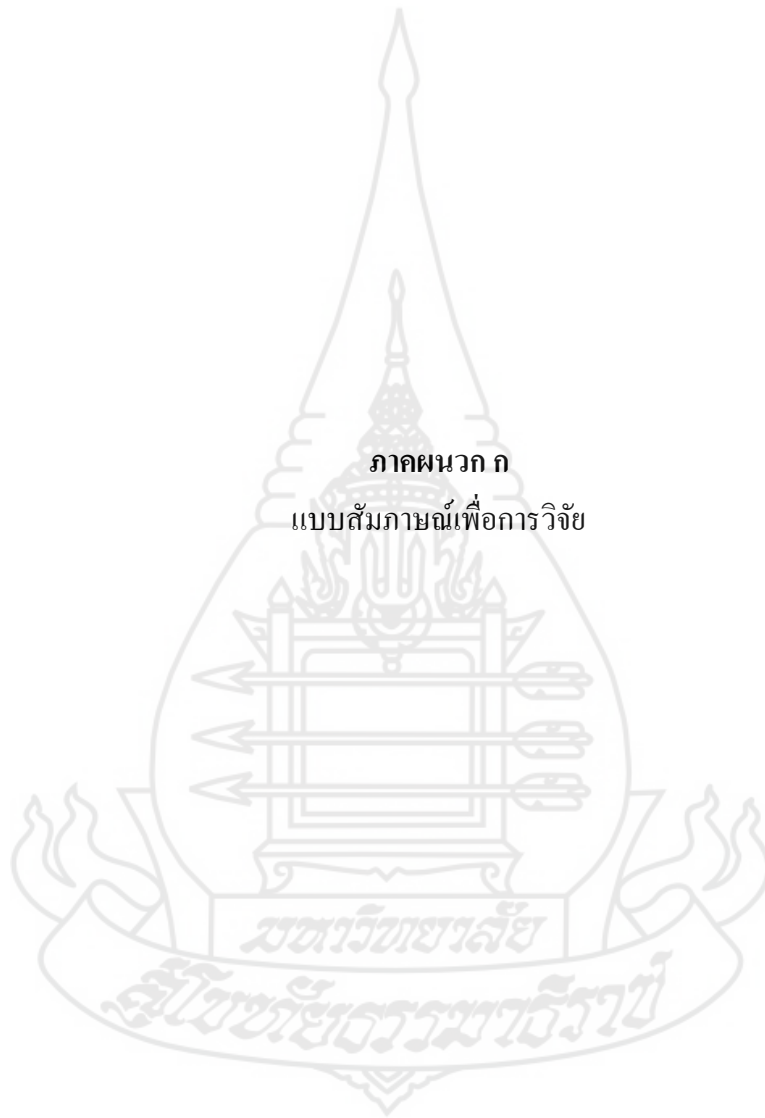 ภาคผนวก ก
แบบสัมภาษณ์เพื่อการวิจัย
มหาวิทยาลัย
สุโขทัยธรรมาธิราช